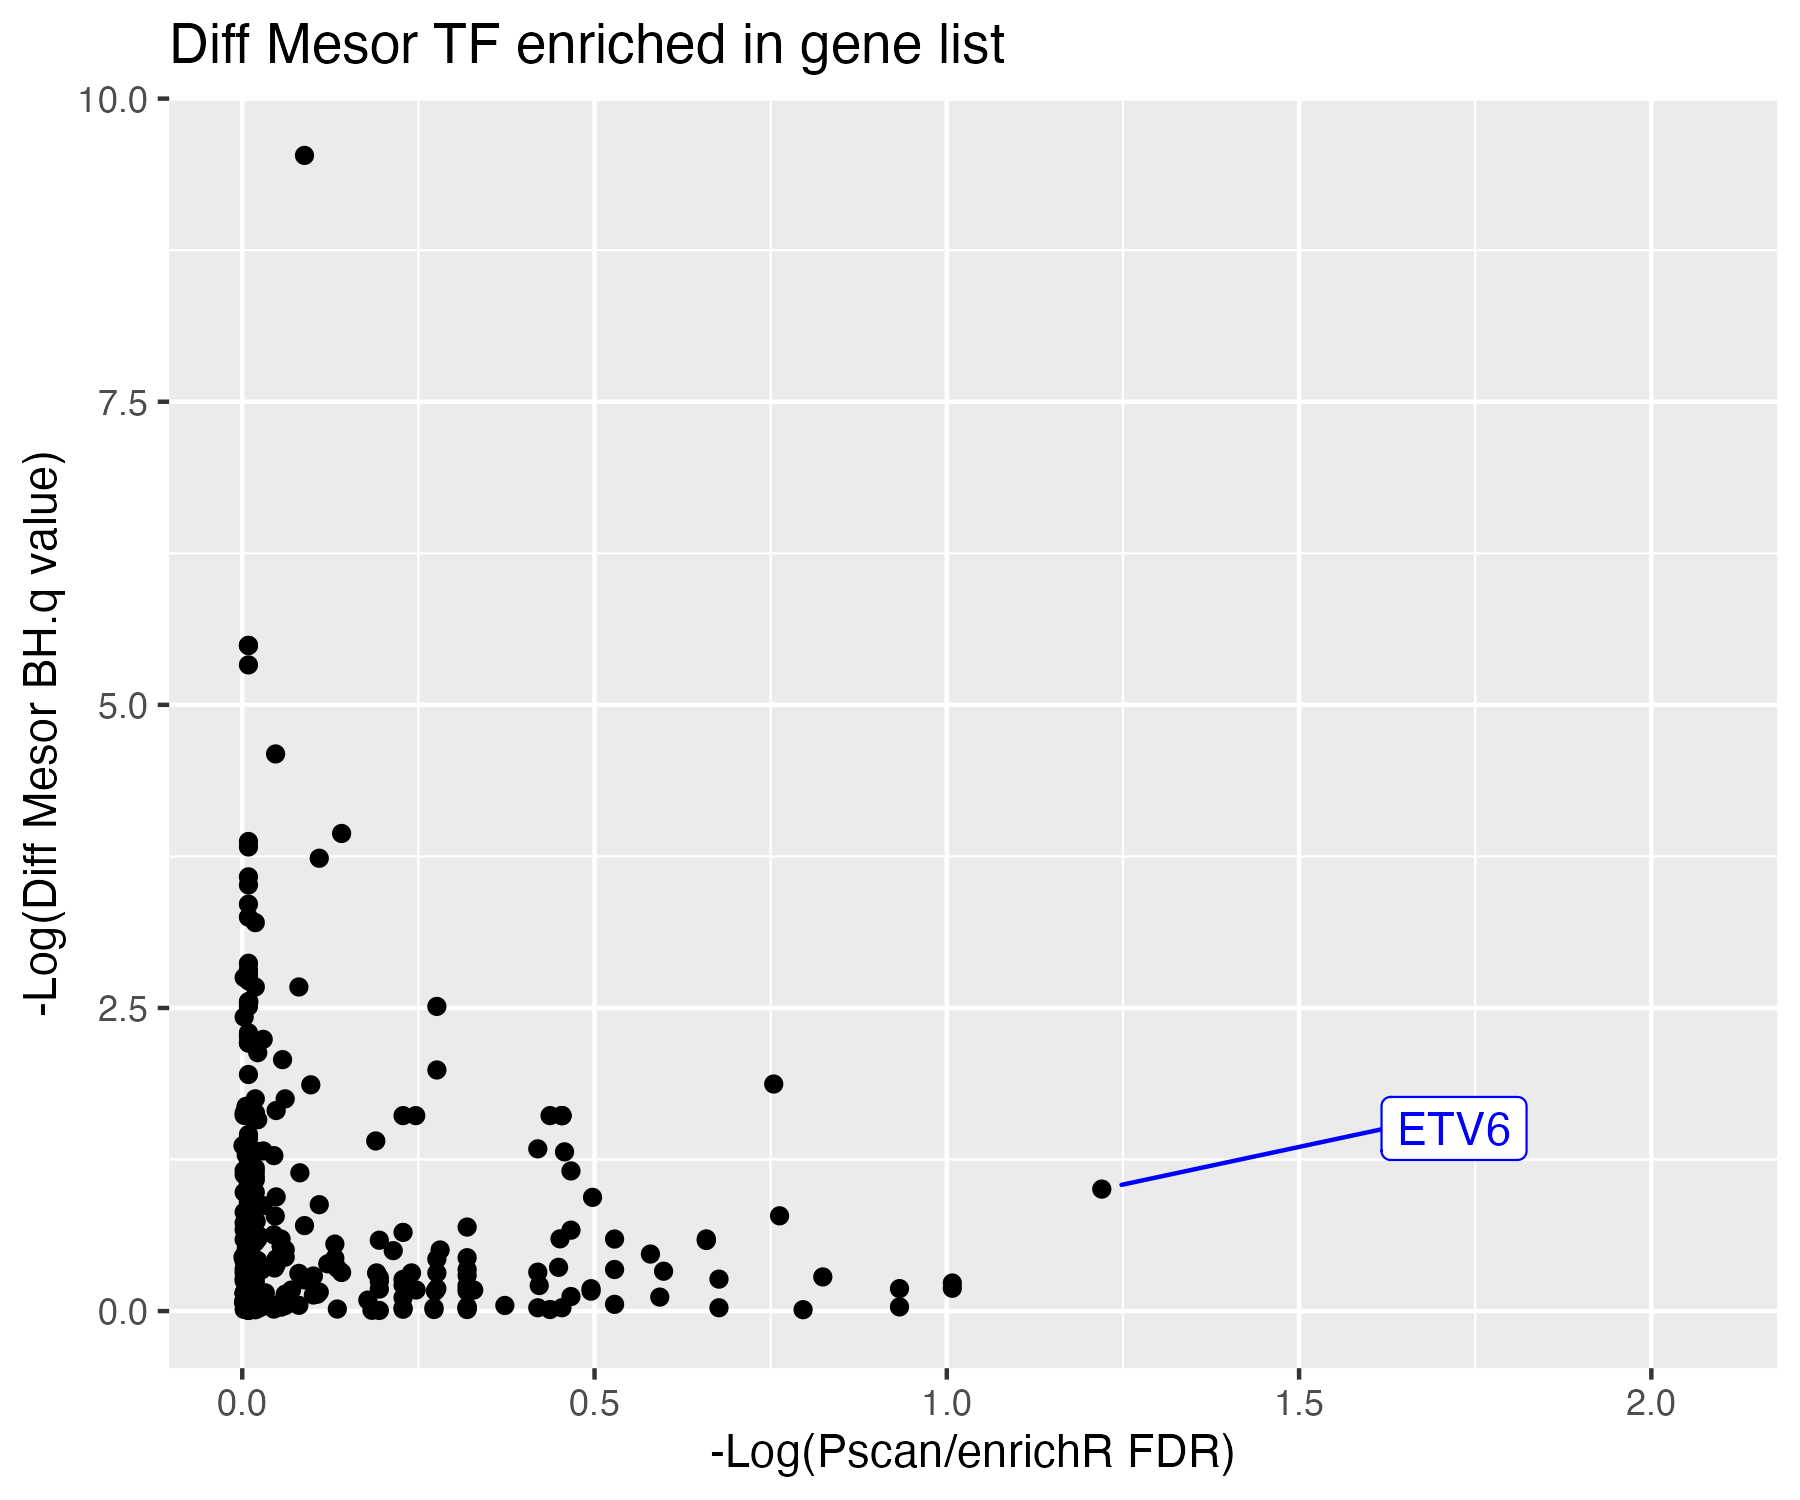 Diff Mesor TF enriched in gene list
10.0
7.5
5.0
2.5
0.0
-Log(Diff Mesor BH.q value)
ETV6
0.0 0.5 1.0 1.5 2.0
-Log(Pscan/enrichR FDR)